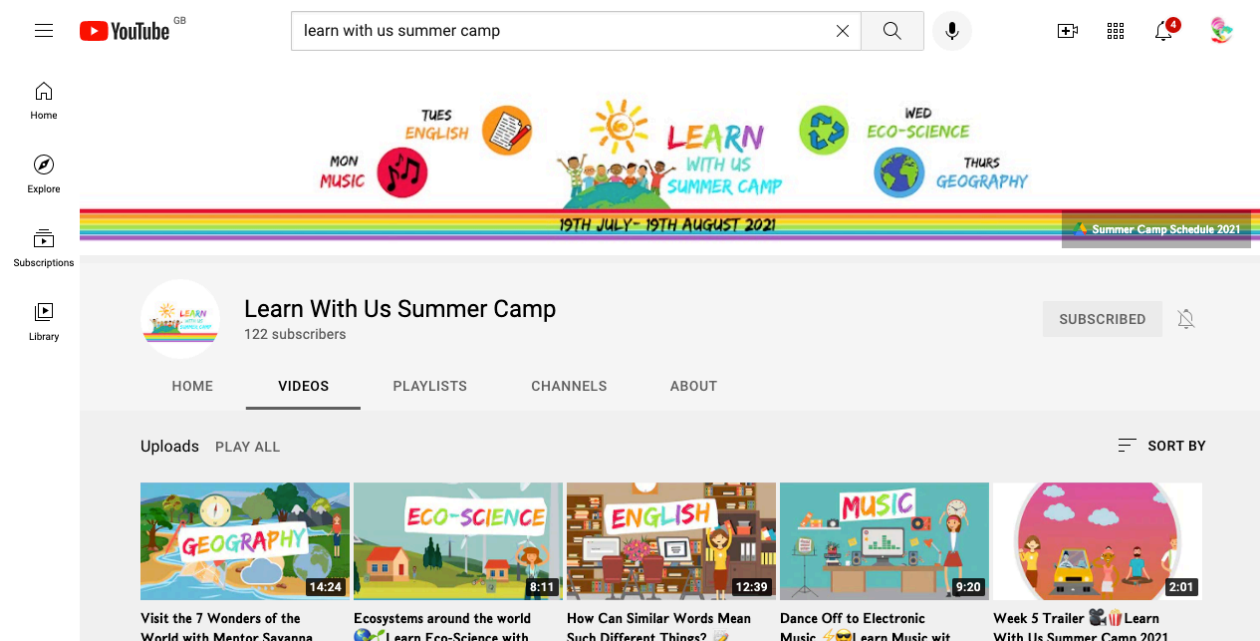 YouTube GB
learn with us summer camp
4
Home
Explore
Subscriptions
Library
TUES
ENGLISH
MON
MUSIC
LEARN
WITH US
SUMMER CAMP
WED
ECO-SCIENCE
THURS
GEOGRAPHY
19TH JULY- 19TH AUGUST 2021
Summer Camp Schedule 2021
LEARN
WITH US
SUMMER CAMP
Learn With Us Summer Camp
122 subscribers
SUBSCRIBED
HOME VIDEOS PLAYLISTS CHANNELS ABOUT
Uploads PLAY ALL
SORT BY
GEOGRAPHY
14:24
ECO-SCIENCE
8:11
ENGLISH
12:39
MUSIC
9:20
2:01
Visit the 7 Wonders of the
World with Mentor Savanna
Ecosystems around the world
🌍🌱Learn Eco-Science with
How Can Similar Words Mean
Such Different Things? 📝
Dance Off to Electronic
Music ⚡😎Learn Music wit
Week 5 Trailer 🎥🍿Learn
With Us Summer Camp 2021